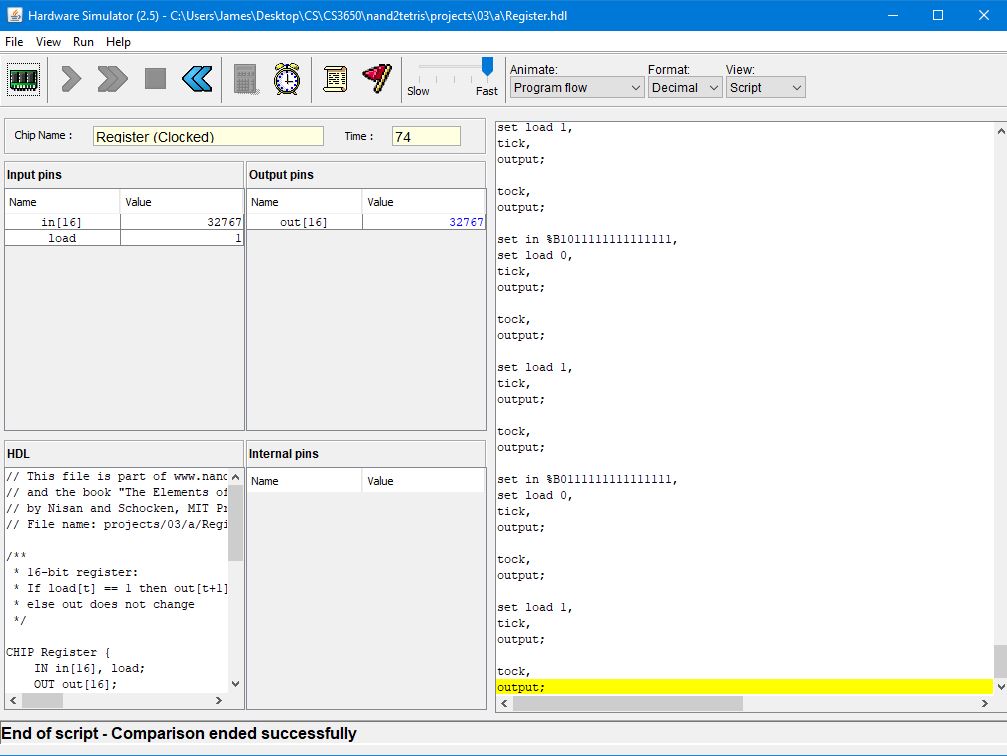 Hardware Simulator (2.5) - C:\Users\James\Desktop\CS\CS3650\nand2tetris\projects\03\a\Register.hdl
File View Run Help
Slow Fast
Animate: Format: View:
Program flow Decimal Script
Chip Name : Register (Clocked) Time : 74
Input pins
Name Value
in[16] 32767
load 1
Output pins
Name Value
out[16] 32767
HDL
// This file is part of www.nand
// and the book "The Elements of
// by Nisan and Schocken, MIT Pr
// File name: projects/03/a/Regi
/**
* 16-bit register:
* If load[t] == 1 then out[t+1]
* else out does not change
*/
CHIP Register {
IN in[16], load;
OUT out[16];
Internal pins
Name Value
set load 1,
tick,
output;
tock,
output;
set in %B1011111111111111,
set load 0,
tick,
output;
tock,
output;
set load 1,
tick,
output;
tock,
output;
set in %B0111111111111111,
set load 0,
tick,
output;
tock,
output;
set load 1,
tick,
output;
tock,
output;
End of script - Comparison ended successfully